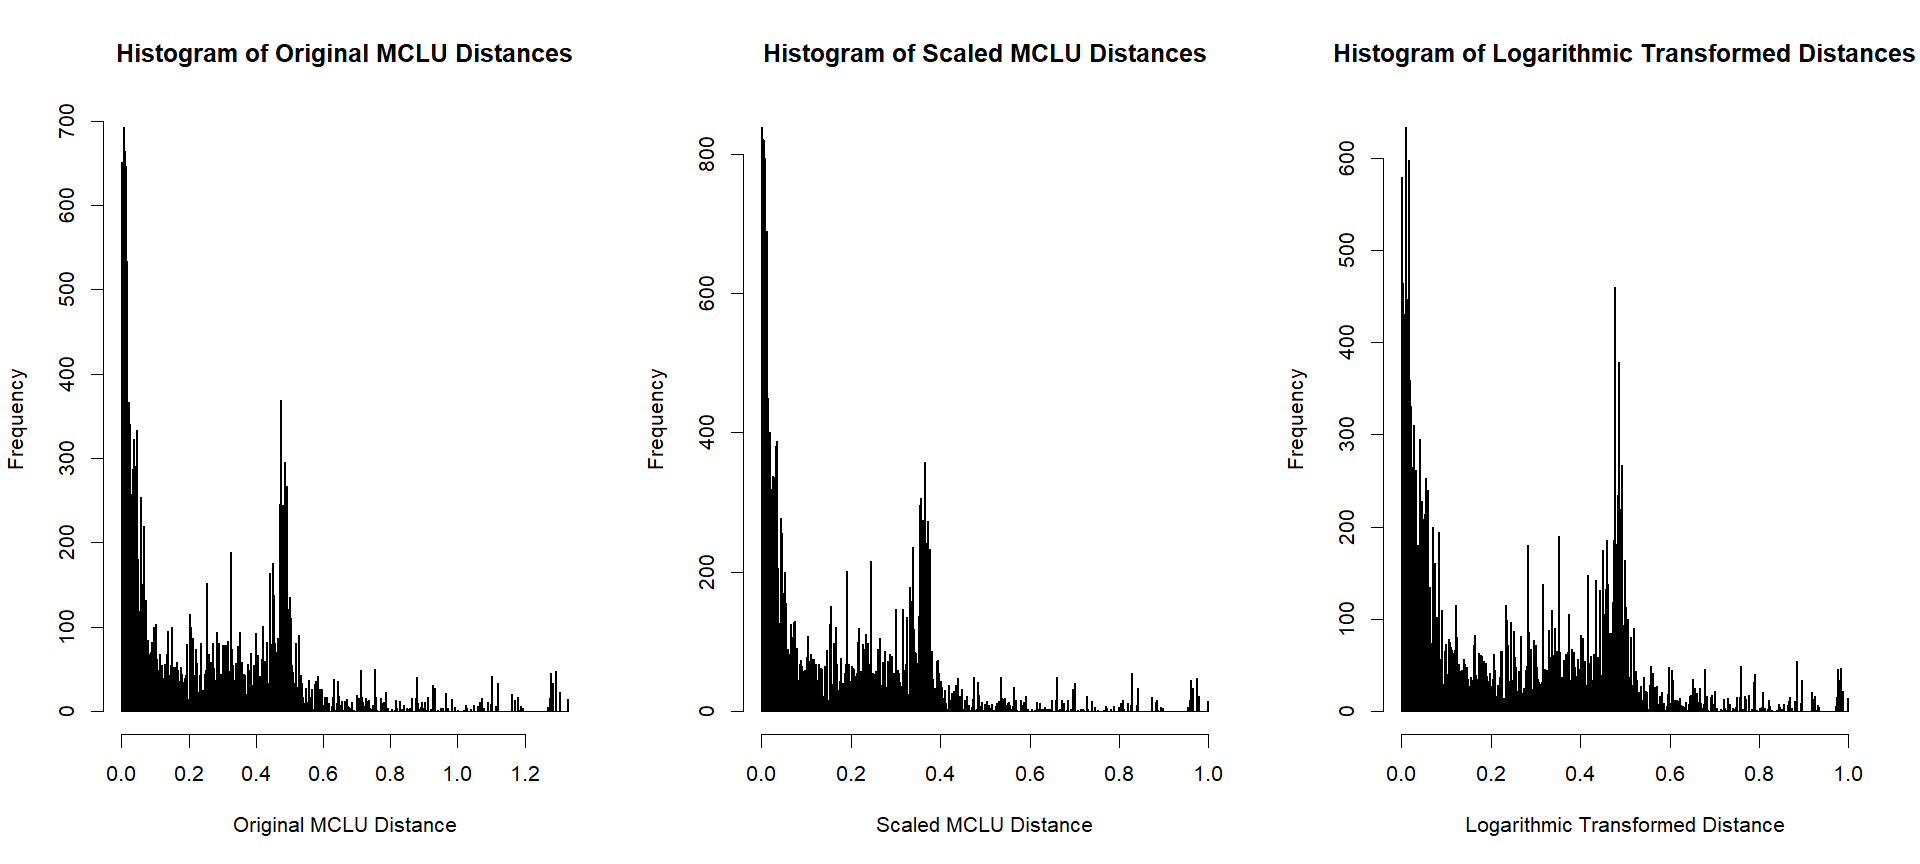 Histogram of Original MCLU Distances
Frequency
700
600
500
400
300
200
100
0
0.0 0.2 0.4 0.6 0.8 1.0 1.2
Original MCLU Distance
Histogram of Scaled MCLU Distances
Frequency
800
600
400
200
0
0.0 0.2 0.4 0.6 0.8 1.0
Scaled MCLU Distance
Histogram of Logarithmic Transformed Distances
Frequency
600
500
400
300
200
100
0
0.0 0.2 0.4 0.6 0.8 1.0
Logarithmic Transformed Distance